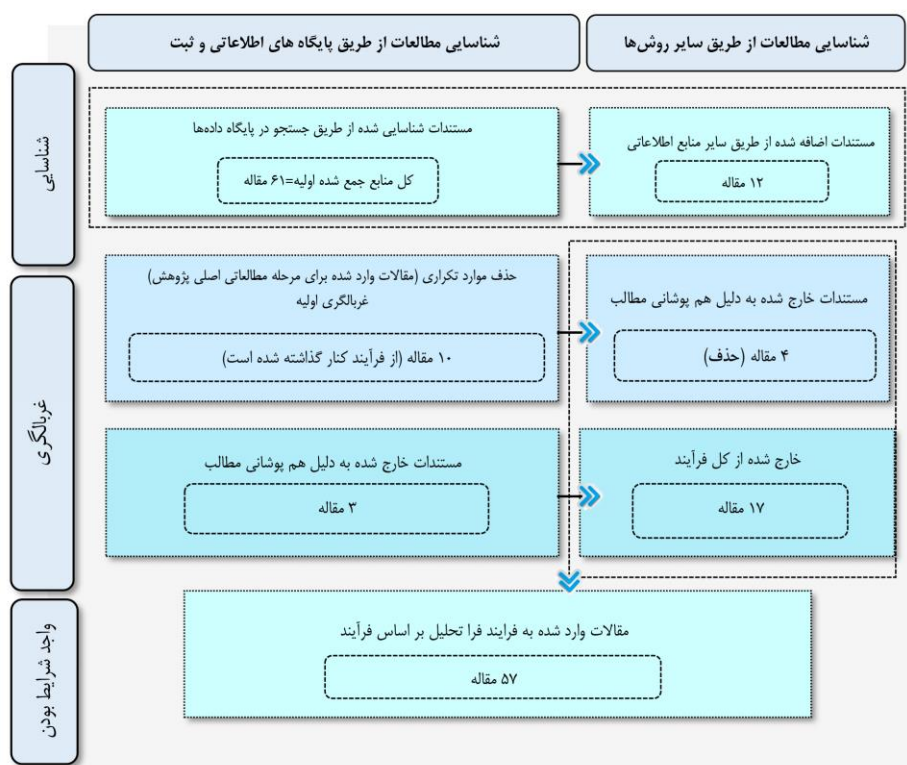 شناسایی مطالعات از طریق سایر روش‌ها
شناسایی مطالعات از طریق پایگاه های اطلاعاتی و ثبت
شناسایی
مستندات شناسایی شده از طریق جستجو در پایگاه داده‌ها
کل منابع جمع شده اولیه=۶۱ مقاله
مستندات اضافه شده از طریق سایر منابع اطلاعاتی
۱۲ مقاله
غربالگری
حذف موارد تکراری (مقالات وارد شده برای مرحله مطالعاتی اصلی پژوهش)
غربالگری اولیه
۱۰ مقاله (از فرآیند کنار گذاشته شده است)
مستندات خارج شده به دلیل هم پوشانی مطالب
۴ مقاله (حذف)
مستندات خارج شده به دلیل هم پوشانی مطالب
۳ مقاله
خارج شده از کل فرآیند
۱۷ مقاله
واجد شرایط بودن
مقالات وارد شده به فرایند فرا تحلیل بر اساس فرآیند
۵۷ مقاله